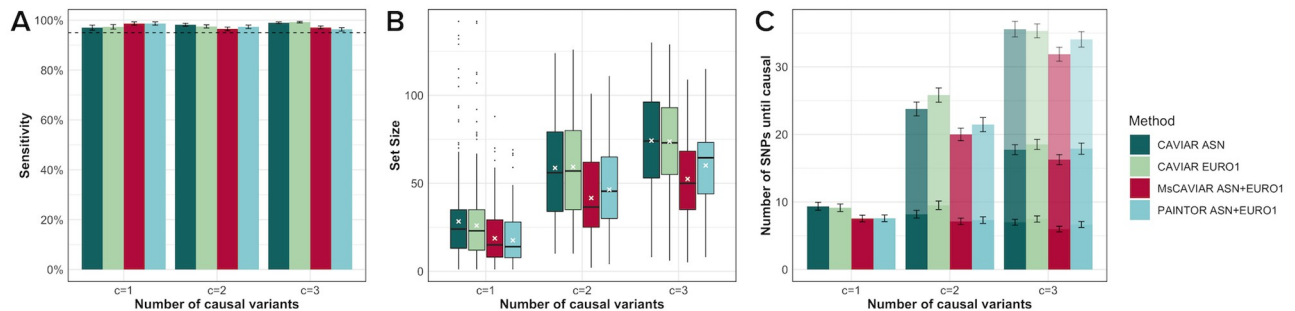 A
Sensitivity
100%
80%
60%
40%
20%
0%
c=1
c=2
c=3
Number of causal variants
B
Set Size
100
50
0
c=1
c=2
c=3
Number of causal variants
C
Number of SNPs until causal
30
20
10
0
c=1
c=2
c=3
Number of causal variants
Method
CAVIAR ASN
CAVIAR EURO1
MsCAVIAR ASN+EURO1
PAINTOR ASN+EURO1